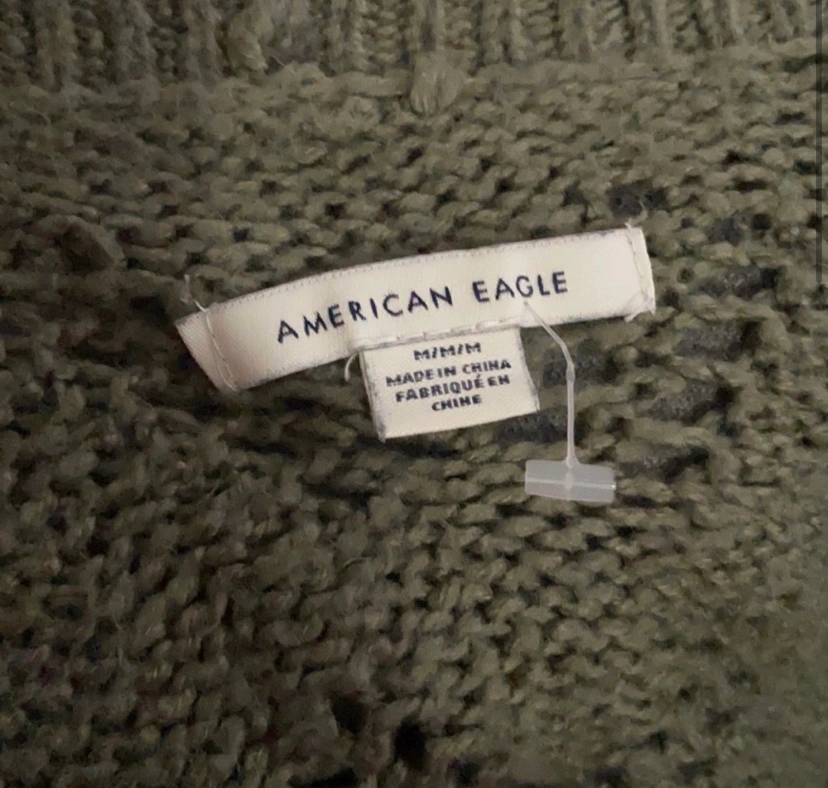 AMERICAN EAGLE
M/M/M
MADE IN CHINA
FABRIQUÉ EN
CHINE